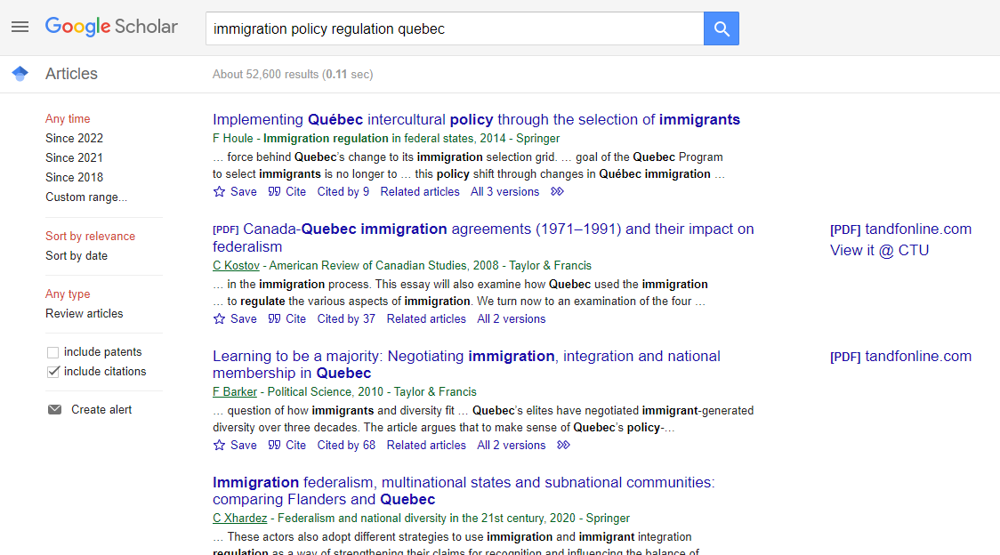 Google Scholar
immigration policy regulation quebec
Articles
About 52,600 results (0.11 sec)
Any time
Since 2022
Since 2021
Since 2018
Custom range...
Sort by relevance
Sort by date
Any type
Review articles
include patents
include citations
Create alert
Implementing Québec intercultural policy through the selection of immigrants
F Houle - Immigration regulation in federal states, 2014 - Springer
… force behind Quebec's change to its immigration selection grid. … goal of the Quebec Program
to select immigrants is no longer to … this policy shift through changes in Québec immigration …
Save Cite Cited by 9 Related articles All 3 versions
[PDF] Canada-Quebec immigration agreements (1971–1991) and their impact on
federalism
C Kostov - American Review of Canadian Studies, 2008 - Taylor & Francis
… in the immigration process. This essay will also examine how Quebec used the immigration
… to regulate the various aspects of immigration. We turn now to an examination of the four …
Save Cite Cited by 37 Related articles All 2 versions
[PDF] tandfonline.com
View it @ CTU
Learning to be a majority: Negotiating immigration, integration and national
membership in Quebec
F Barker - Political Science, 2010 - Taylor & Francis
… question of how immigrants and diversity fit … Quebec's elites have negotiated immigrant-generated
diversity over three decades. The article argues that to make sense of Quebec's policy-…
Save Cite Cited by 68 Related articles All 2 versions
[PDF] tandfonline.com
Immigration federalism, multinational states and subnational communities:
comparing Flanders and Quebec
C Xhardez - Federalism and national diversity in the 21st century, 2020 - Springer
… These actors also adopt different strategies to use immigration and immigrant integration
regulation as a way of strengthening their claims for recognition and influencing the balance of